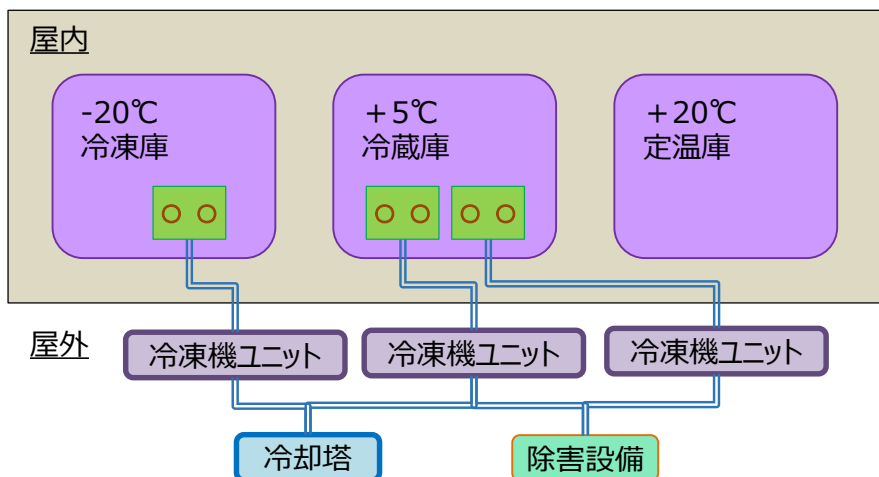 屋内
-20℃
冷凍庫
＋5℃
冷蔵庫
＋20℃
定温庫
屋外
冷凍機ユニット
冷凍機ユニット
冷凍機ユニット
冷却塔
除害設備